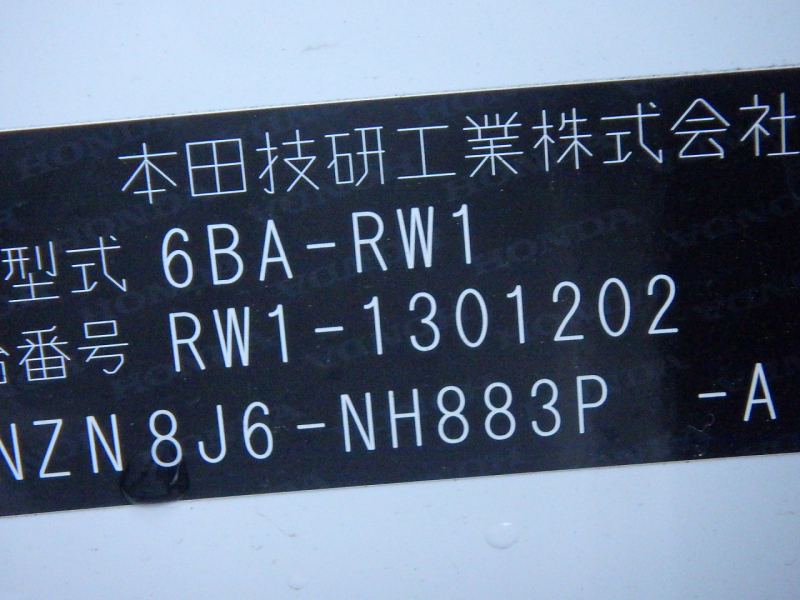 本田技研工業株式会社
型式 6BA-RW1
台番号 RW1-1301202
NZN8J6-NH883P -A